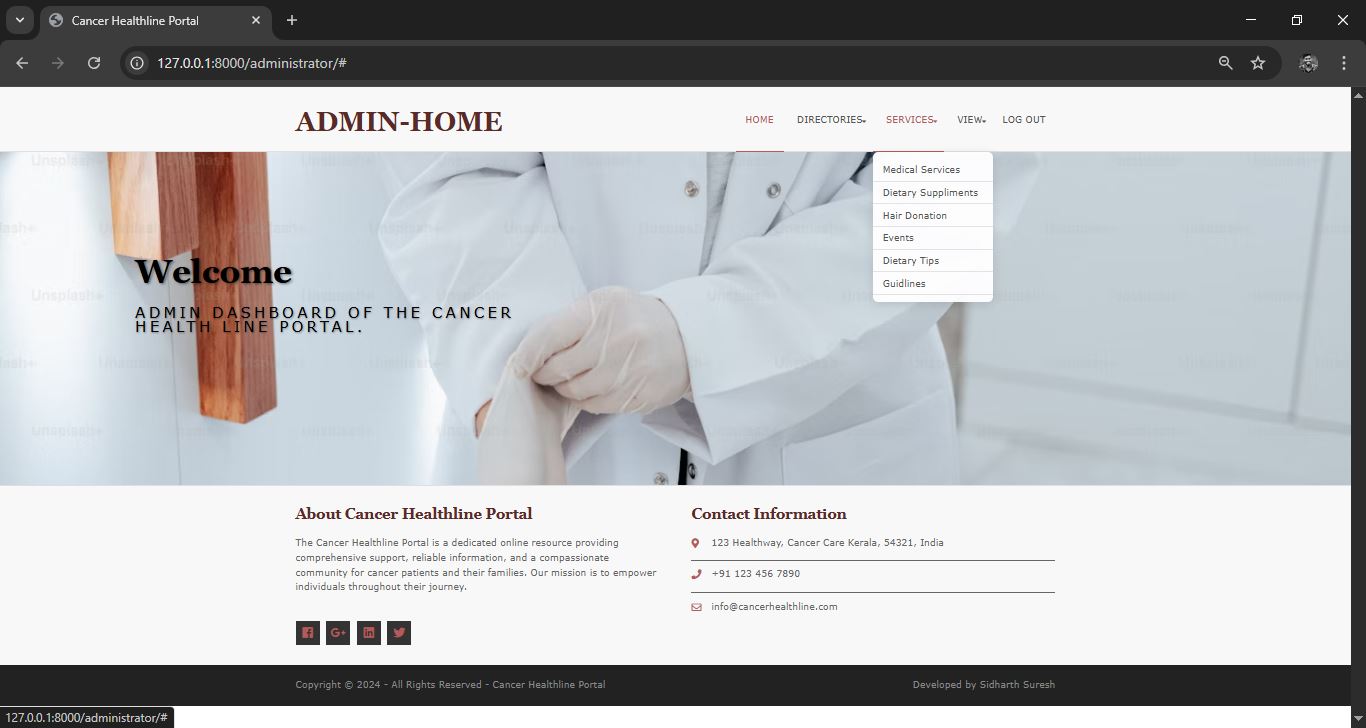 Cancer Healthline Portal
127.0.0.1:8000/administrator/#
ADMIN-HOME
HOME
DIRECTORIES
SERVICES
VIEW
LOG OUT
Medical Services
Dietary Suppliments
Hair Donation
Events
Dietary Tips
Guidlines
Unsplash+
Welcome
ADMIN DASHBOARD OF THE CANCER
HEALTH LINE PORTAL.
About Cancer Healthline Portal
The Cancer Healthline Portal is a dedicated online resource providing
comprehensive support, reliable information, and a compassionate
community for cancer patients and their families. Our mission is to empower
individuals throughout their journey.
Contact Information
123 Healthway, Cancer Care Kerala, 54321, India
+91 123 456 7890
info@cancerhealthline.com
Copyright © 2024 - All Rights Reserved - Cancer Healthline Portal
Developed by Sidharth Suresh
127.0.0.1:8000/administrator/#